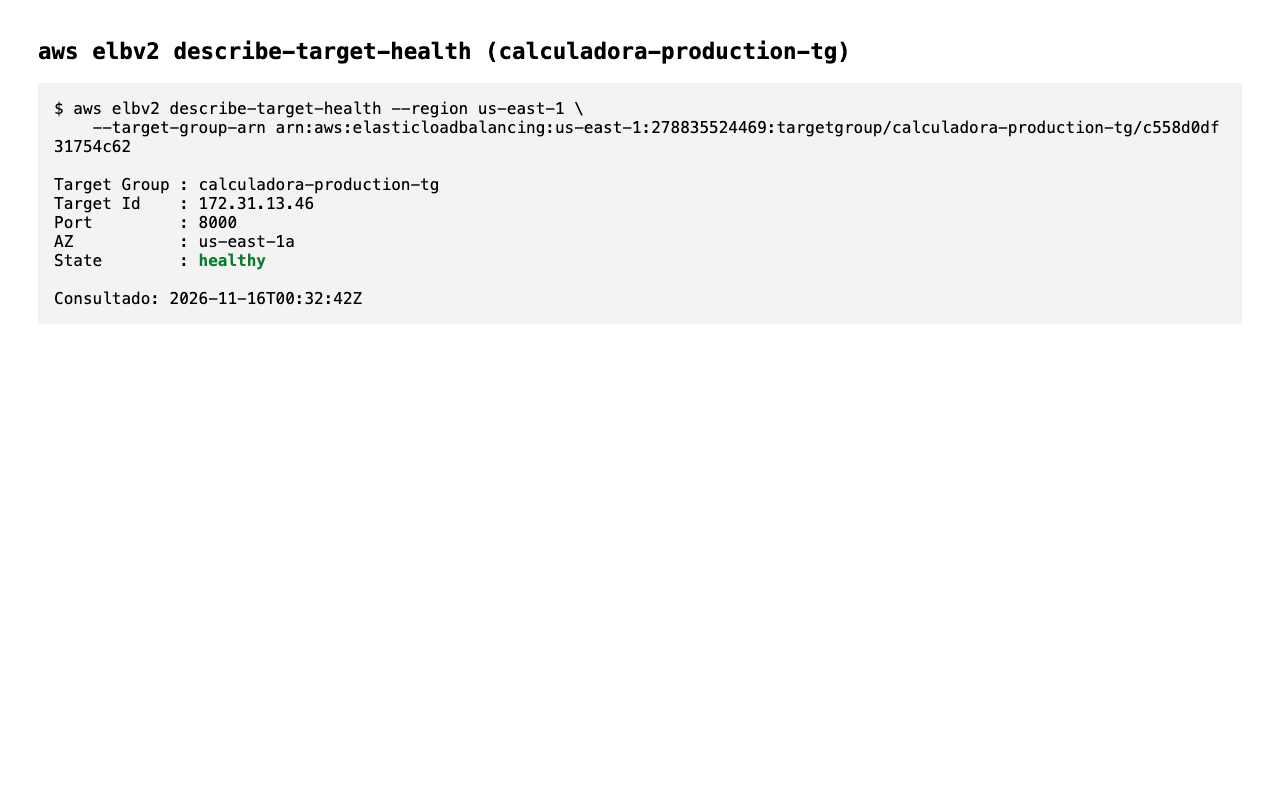 aws elbv2 describe-target-health (calculadora-production-tg)
$ aws elbv2 describe-target-health --region us-east-1 \
    --target-group-arn arn:aws:elasticloadbalancing:us-east-1:278835524469:targetgroup/calculadora-production-tg/c558d0df
31754c62
Target Group : calculadora-production-tg
Target Id    : 172.31.13.46
Port         : 8000
AZ           : us-east-1a
State        : healthy
Consultado: 2026-11-16T00:32:42Z